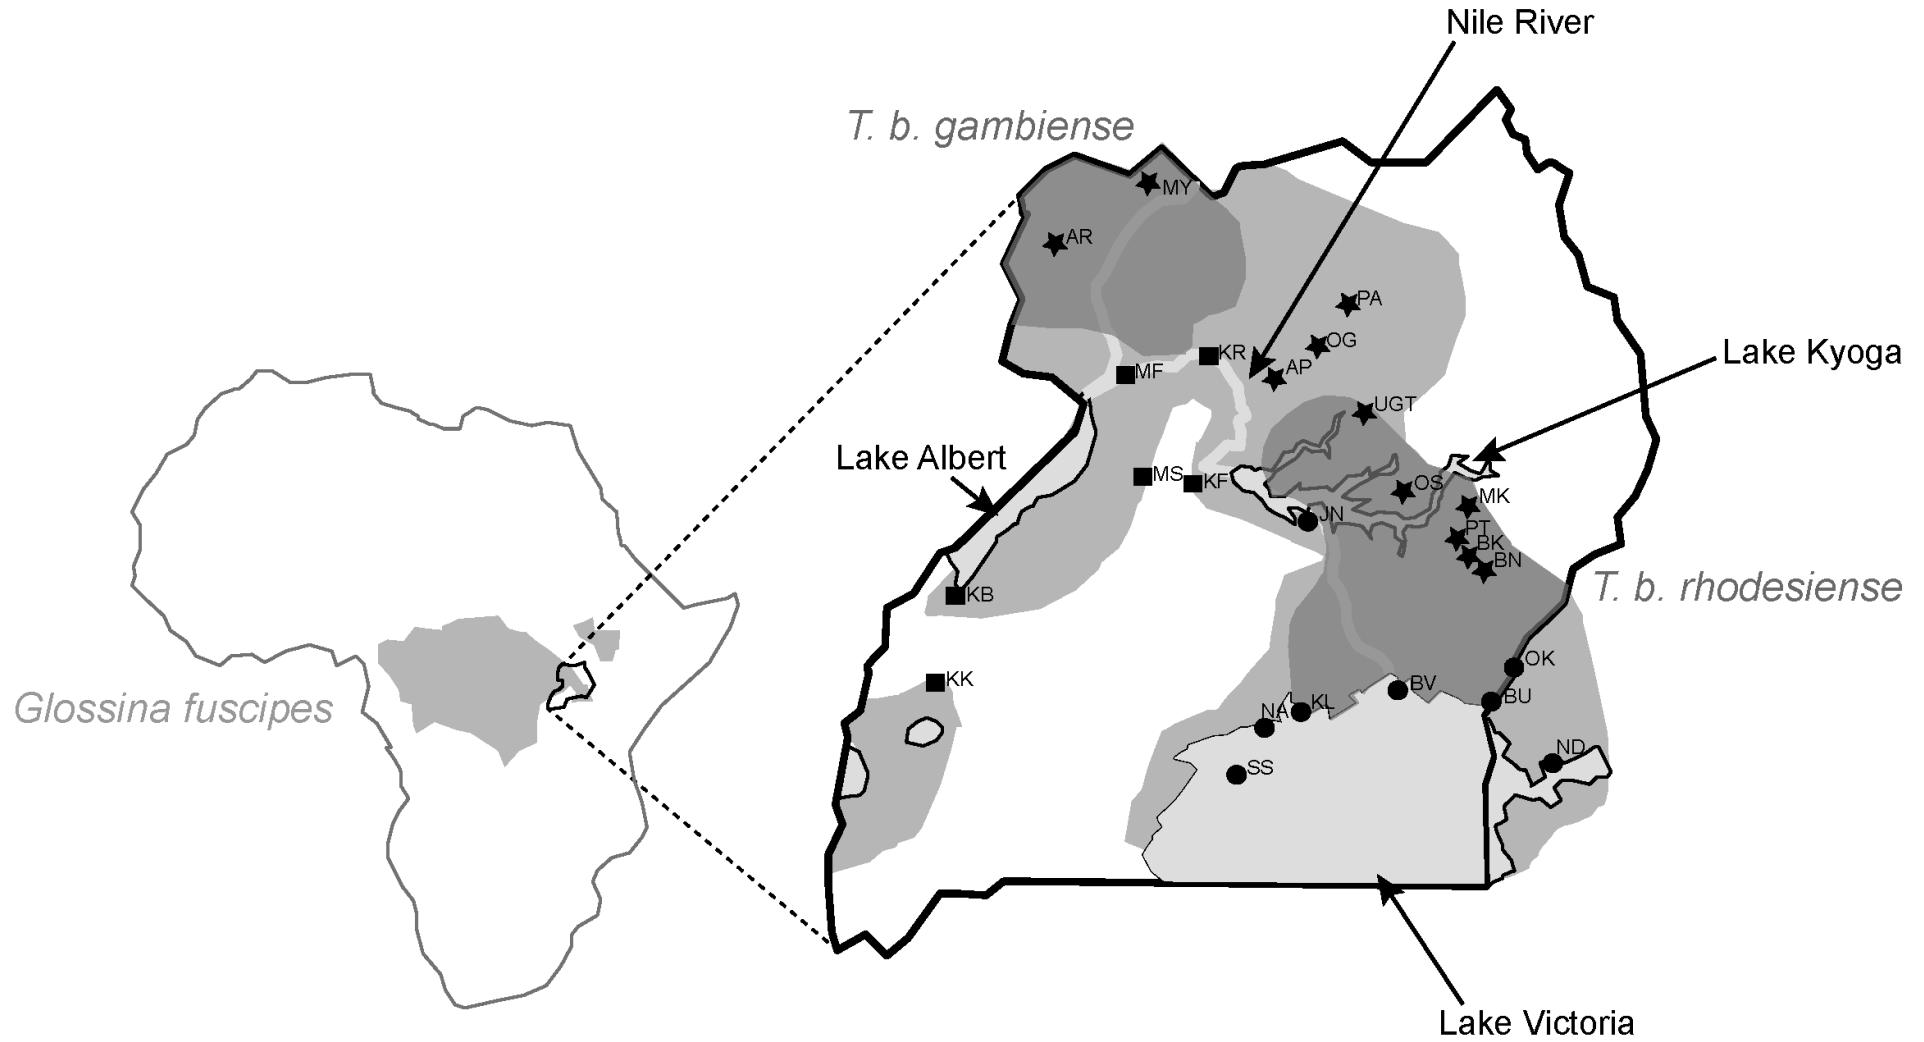 Nile River
T. b. gambiense
MY
AR
PA
OG
KR
Lake Kyoga
AP
MF
UGT
Lake Albert
MS
KF
OS
MK
JN
PT
BK
BN
T. b. rhodesiense
KB
OK
KK
BV
BU
KL
NA
Glossina fuscipes
ND
SS
Lake Victoria